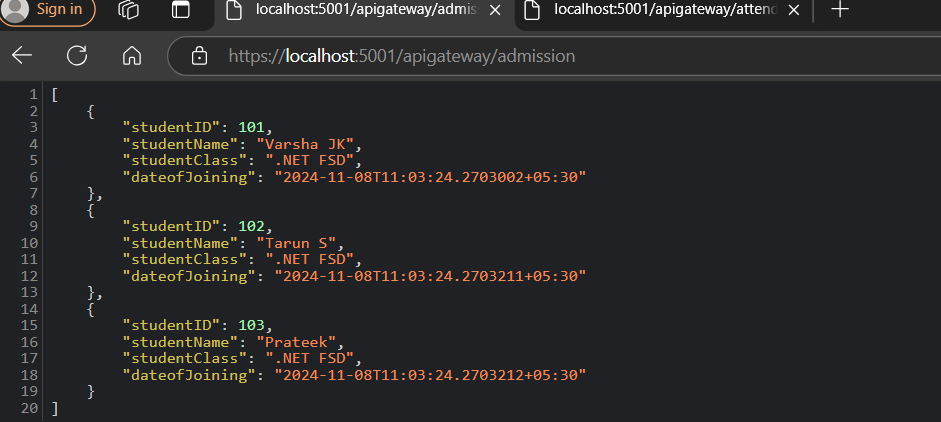 Sign in
localhost:5001/apigateway/admis
localhost:5001/apigateway/attend
https://localhost:5001/apigateway/admission
1 [
2     {
3         "studentID": 101,
4         "studentName": "Varsha JK",
5         "studentClass": ".NET FSD",
6         "dateofJoining": "2024-11-08T11:03:24.2703002+05:30"
7     },
8     {
9         "studentID": 102,
10         "studentName": "Tarun S",
11         "studentClass": ".NET FSD",
12         "dateofJoining": "2024-11-08T11:03:24.2703211+05:30"
13     },
14     {
15         "studentID": 103,
16         "studentName": "Prateek",
17         "studentClass": ".NET FSD",
18         "dateofJoining": "2024-11-08T11:03:24.2703212+05:30"
19     }
20 ]